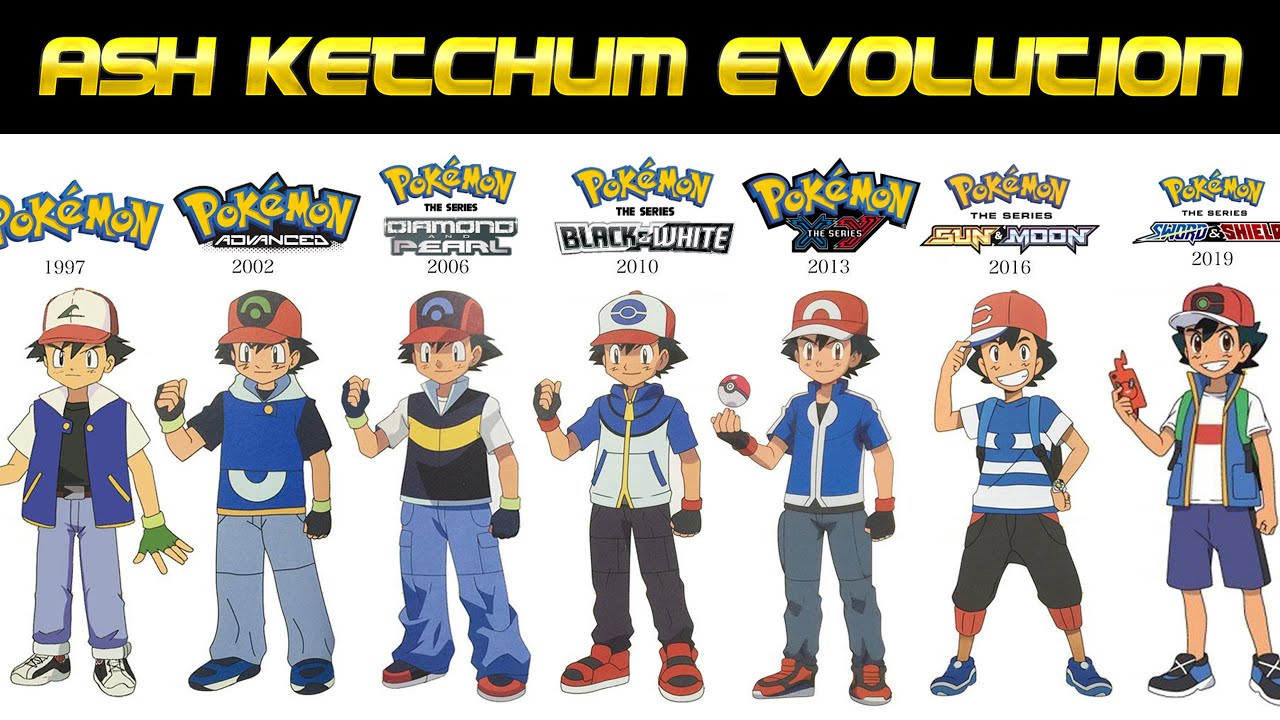 ASH KETCHUM EVOLUTION
POKéMON
1997
POKéMON
ADVANCED
2002
POKéMON
THE SERIES
DIAMOND
AND
PEARL
2006
POKéMON
THE SERIES
BLACK & WHITE
2010
POKéMON
XY
THE SERIES
2013
POKéMON
THE SERIES
SUN & MOON
2016
POKéMON
THE SERIES
SWORD & SHIELD
2019